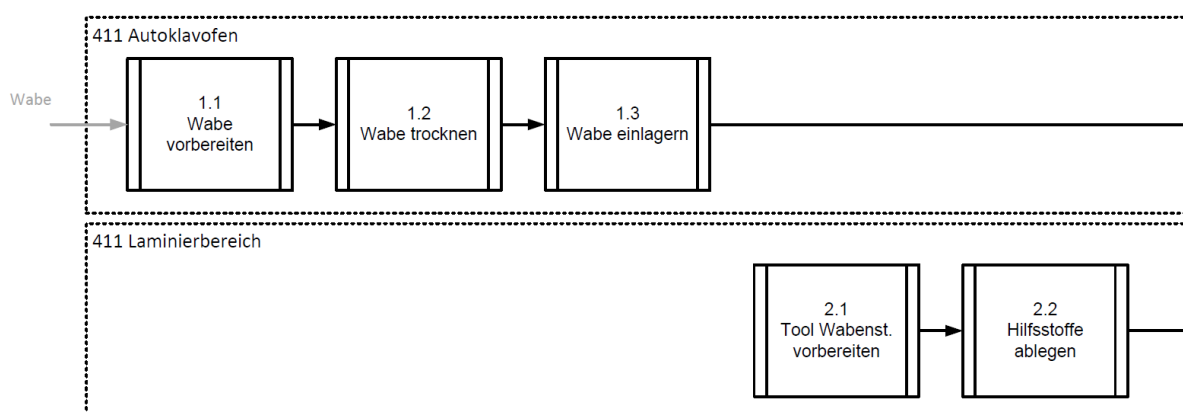 411 Autoklavofen
Wabe
1.1
Wabe
vorbereiten
1.2
Wabe trocknen
1.3
Wabe einlagern
411 Laminierbereich
2.1
Tool Wabenst.
vorbereiten
2.2
Hilfsstoffe
ablegen